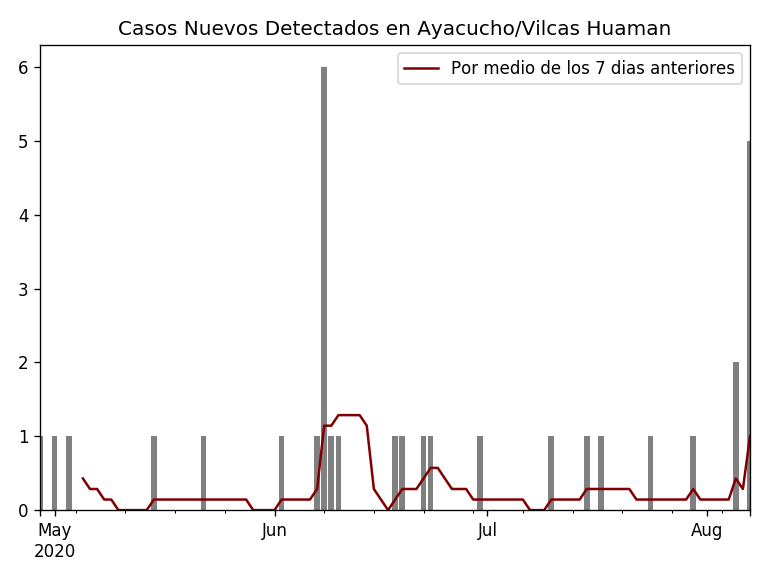 Casos Nuevos Detectados en Ayacucho/Vilcas Huaman
Por medio de los 7 dias anteriores
6
5
4
3
2
1
0
May Jun Jul Aug
2020